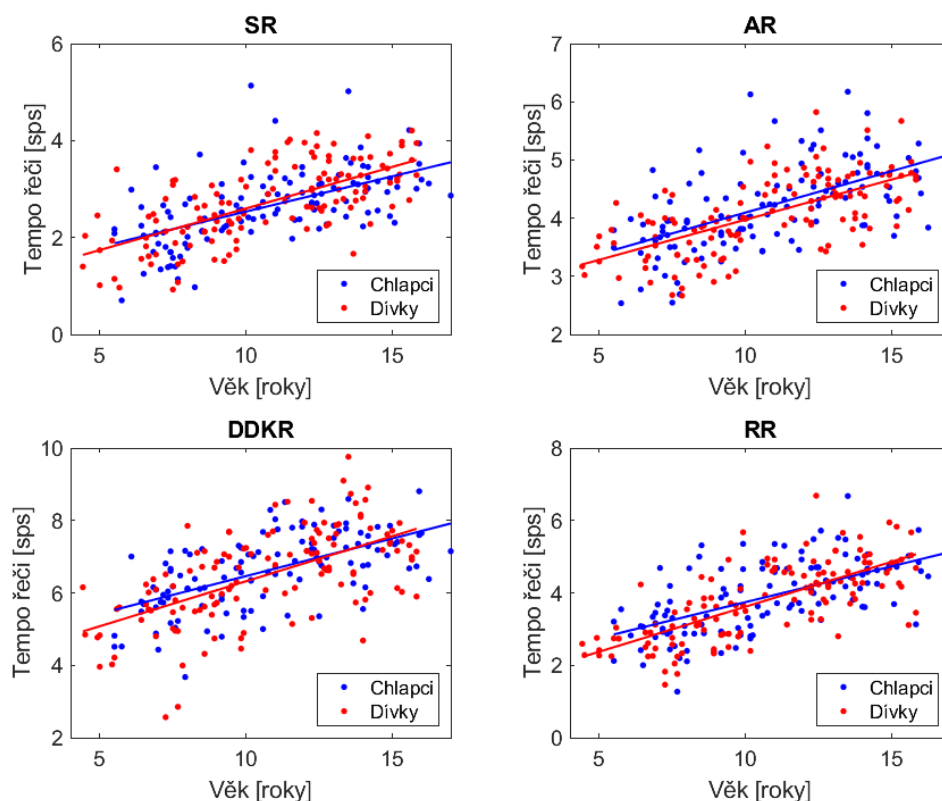 SR
6
4
2
0
Tempo řeči [sps]
5 10 15
Věk [roky]
Chlapci
Dívky
AR
7
6
5
4
3
2
Tempo řeči [sps]
5 10 15
Věk [roky]
Chlapci
Dívky
DDKR
10
8
6
4
2
Tempo řeči [sps]
5 10 15
Věk [roky]
Chlapci
Dívky
RR
8
6
4
2
0
Tempo řeči [sps]
5 10 15
Věk [roky]
Chlapci
Dívky